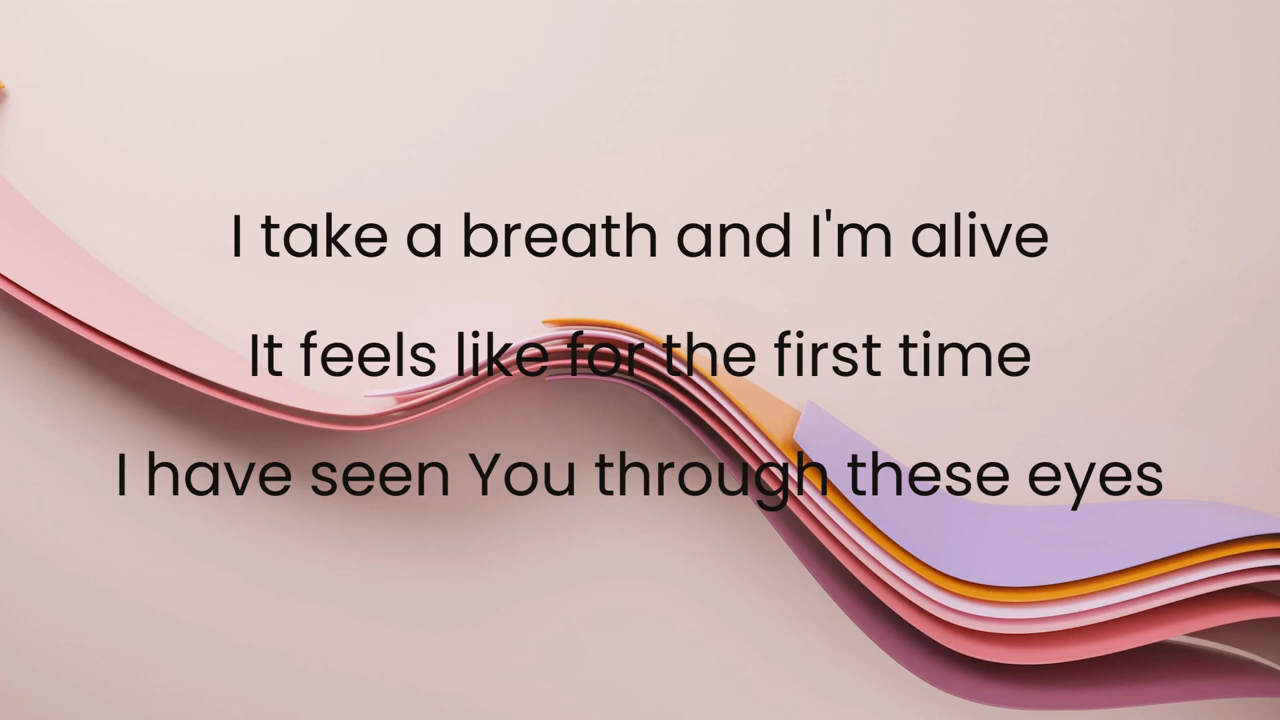 I take a breath and I'm alive
It feels like for the first time
I have seen You through these eyes